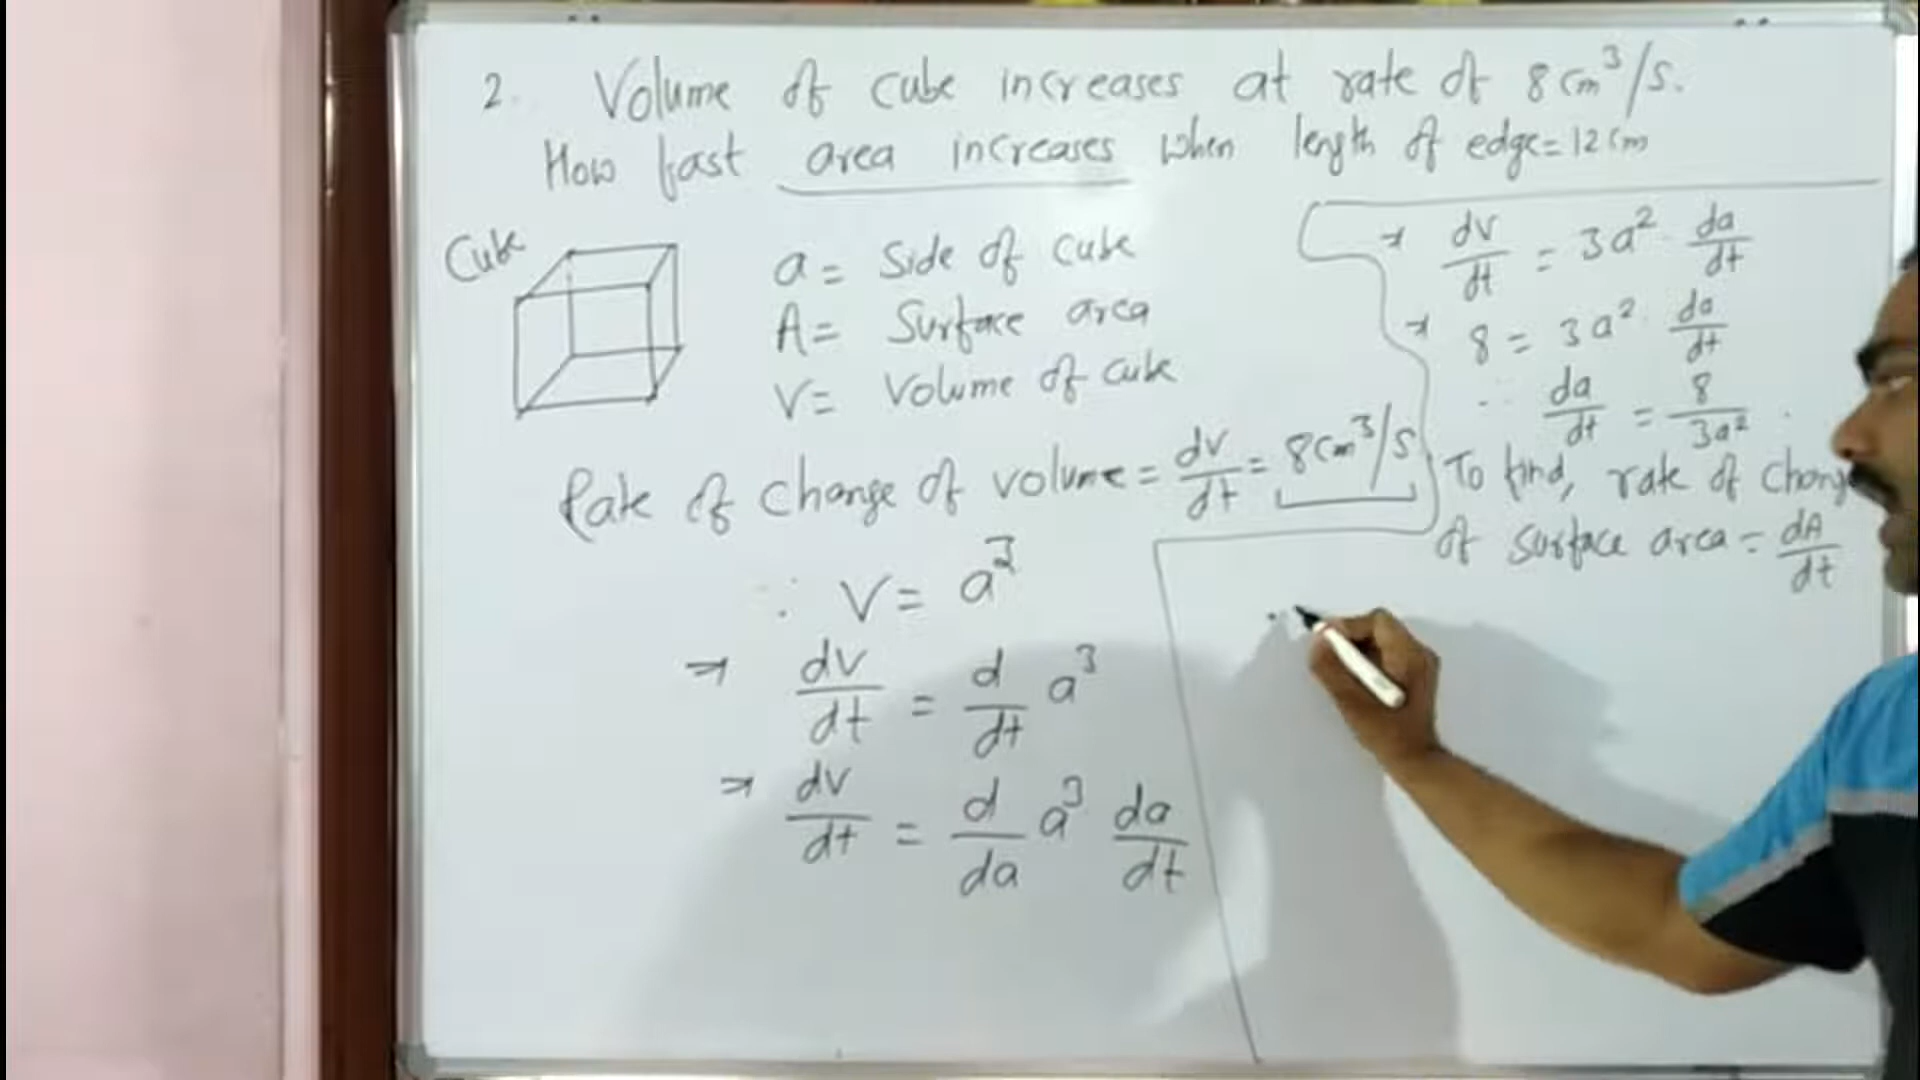 2. Volume of cube increases at rate of 8 cm³/s.
How fast area increases when length of edge = 12 cm
Cube
a = Side of cube
A = Surface area
V = Volume of cube
Rate of change of volume = dV/dt = 8 cm³/s
∴ V = a³
⇒ dV/dt = d/dt a³
⇒ dV/dt = d/da a³ da/dt
⇒ dV/dt = 3a² · da/dt
⇒ 8 = 3a² · da/dt
∴ da/dt = 8/3a² .
To find, rate of chang
of surface area = dA/dt